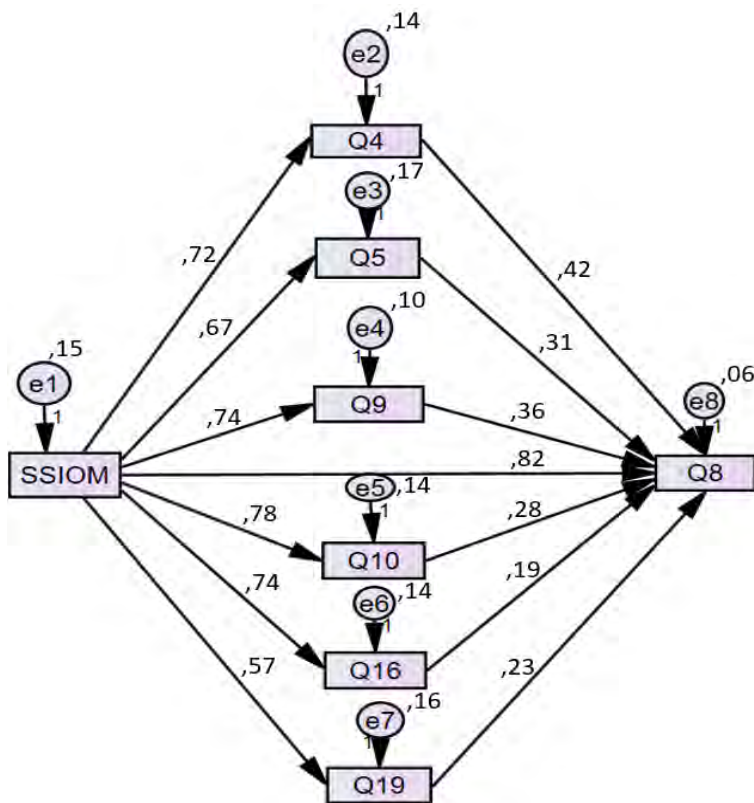 ,14
e2
1
Q4
,17
e3
1
Q5
,72
,42
,67
,10
e4
,31
,15
e1
1
1
,06
e8
1
,74
Q9
,36
SSIOM
,82
Q8
e5
,14
1
,78
,28
Q10
,74
e6
,14
1
,19
Q16
,57
,16
,23
e7
1
Q19